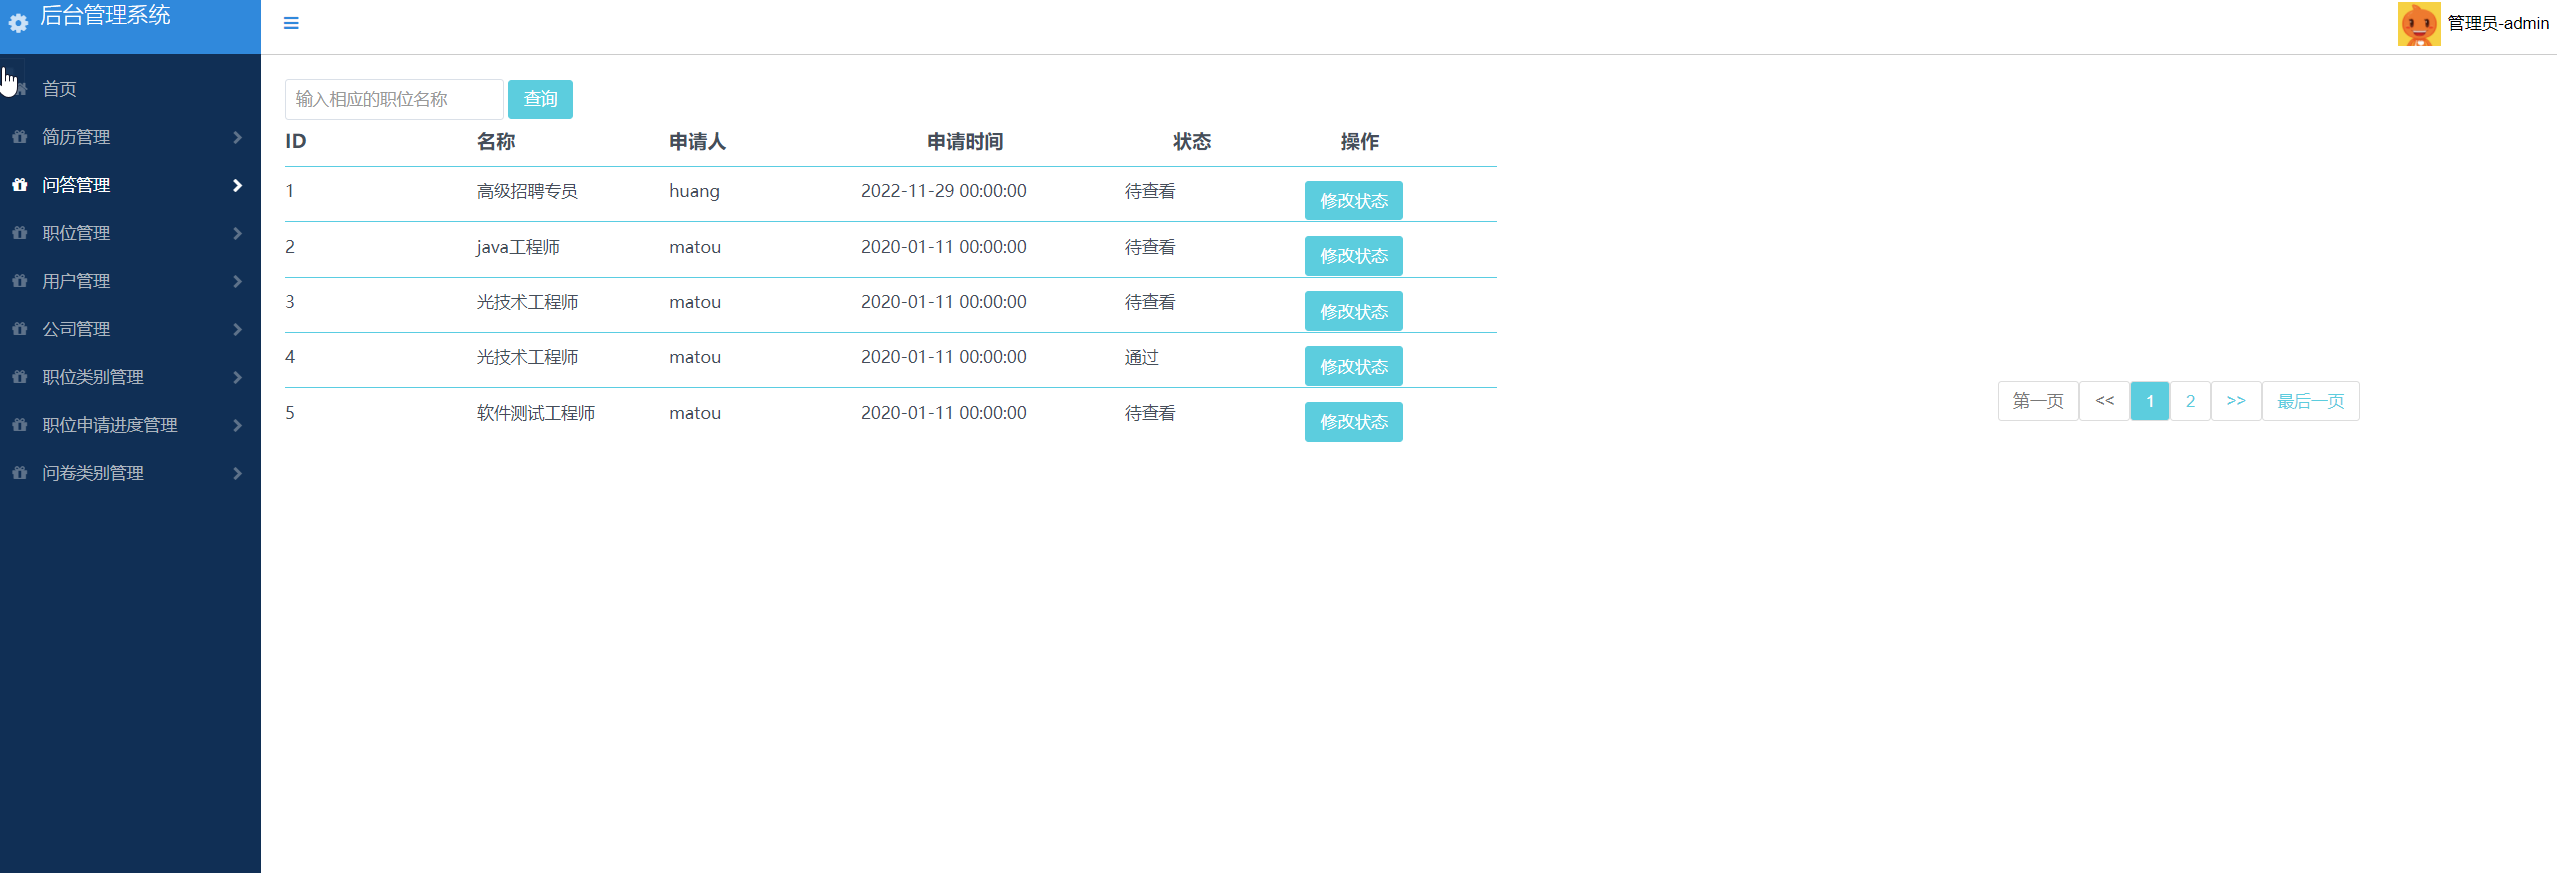 后台管理系统
管理员-admin
首页
简历管理
问答管理
职位管理
用户管理
公司管理
职位类别管理
职位申请进度管理
问卷类别管理
输入相应的职位名称 查询
ID 名称 申请人 申请时间 状态 操作
1 高级招聘专员 huang 2022-11-29 00:00:00 待查看 修改状态
2 java工程师 matou 2020-01-11 00:00:00 待查看 修改状态
3 光技术工程师 matou 2020-01-11 00:00:00 待查看 修改状态
4 光技术工程师 matou 2020-01-11 00:00:00 通过 修改状态
5 软件测试工程师 matou 2020-01-11 00:00:00 待查看 修改状态
第一页 << 1 2 >> 最后一页